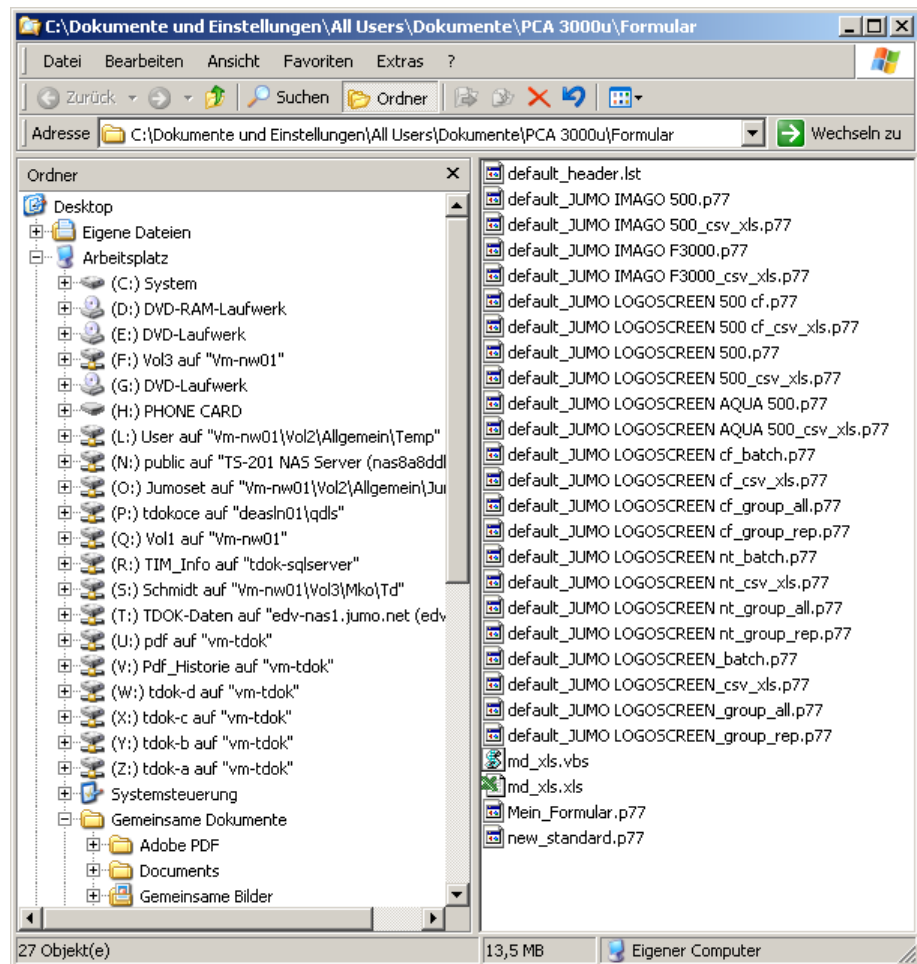 C:\Dokumente und Einstellungen\All Users\Dokumente\PCA 3000u\Formular
Datei Bearbeiten Ansicht Favoriten Extras ?
Zurück Suchen Ordner
Adresse C:\Dokumente und Einstellungen\All Users\Dokumente\PCA 3000u\Formular Wechseln zu
Ordner
Desktop
Eigene Dateien
Arbeitsplatz
(C:) System
(D:) DVD-RAM-Laufwerk
(E:) DVD-Laufwerk
(F:) Vol3 auf "Vm-nw01"
(G:) DVD-Laufwerk
(H:) PHONE CARD
(L:) User auf "Vm-nw01\Vol2\Allgemein\Temp"
(N:) public auf "TS-201 NAS Server (nas8a8ddl
(O:) Jumoset auf "Vm-nw01\Vol2\Allgemein\Jui
(P:) tdokoce auf "deasln01\qdls"
(Q:) Vol1 auf "Vm-nw01"
(R:) TIM_Info auf "tdok-sqlserver"
(S:) Schmidt auf "Vm-nw01\Vol3\Mko\Td"
(T:) TDOK-Daten auf "edv-nas1.jumo.net (edv
(U:) pdf auf "vm-tdok"
(V:) Pdf_Historie auf "vm-tdok"
(W:) tdok-d auf "vm-tdok"
(X:) tdok-c auf "vm-tdok"
(Y:) tdok-b auf "vm-tdok"
(Z:) tdok-a auf "vm-tdok"
Systemsteuerung
Gemeinsame Dokumente
Adobe PDF
Documents
Gemeinsame Bilder
default_header.lst
default_JUMO IMAGO 500.p77
default_JUMO IMAGO 500_csv_xls.p77
default_JUMO IMAGO F3000.p77
default_JUMO IMAGO F3000_csv_xls.p77
default_JUMO LOGOSCREEN 500 cf.p77
default_JUMO LOGOSCREEN 500 cf_csv_xls.p77
default_JUMO LOGOSCREEN 500.p77
default_JUMO LOGOSCREEN 500_csv_xls.p77
default_JUMO LOGOSCREEN AQUA 500.p77
default_JUMO LOGOSCREEN AQUA 500_csv_xls.p77
default_JUMO LOGOSCREEN cf_batch.p77
default_JUMO LOGOSCREEN cf_csv_xls.p77
default_JUMO LOGOSCREEN cf_group_all.p77
default_JUMO LOGOSCREEN cf_group_rep.p77
default_JUMO LOGOSCREEN nt_batch.p77
default_JUMO LOGOSCREEN nt_csv_xls.p77
default_JUMO LOGOSCREEN nt_group_all.p77
default_JUMO LOGOSCREEN nt_group_rep.p77
default_JUMO LOGOSCREEN_batch.p77
default_JUMO LOGOSCREEN_csv_xls.p77
default_JUMO LOGOSCREEN_group_all.p77
default_JUMO LOGOSCREEN_group_rep.p77
md_xls.vbs
md_xls.xls
Mein_Formular.p77
new_standard.p77
27 Objekt(e) 13,5 MB Eigener Computer